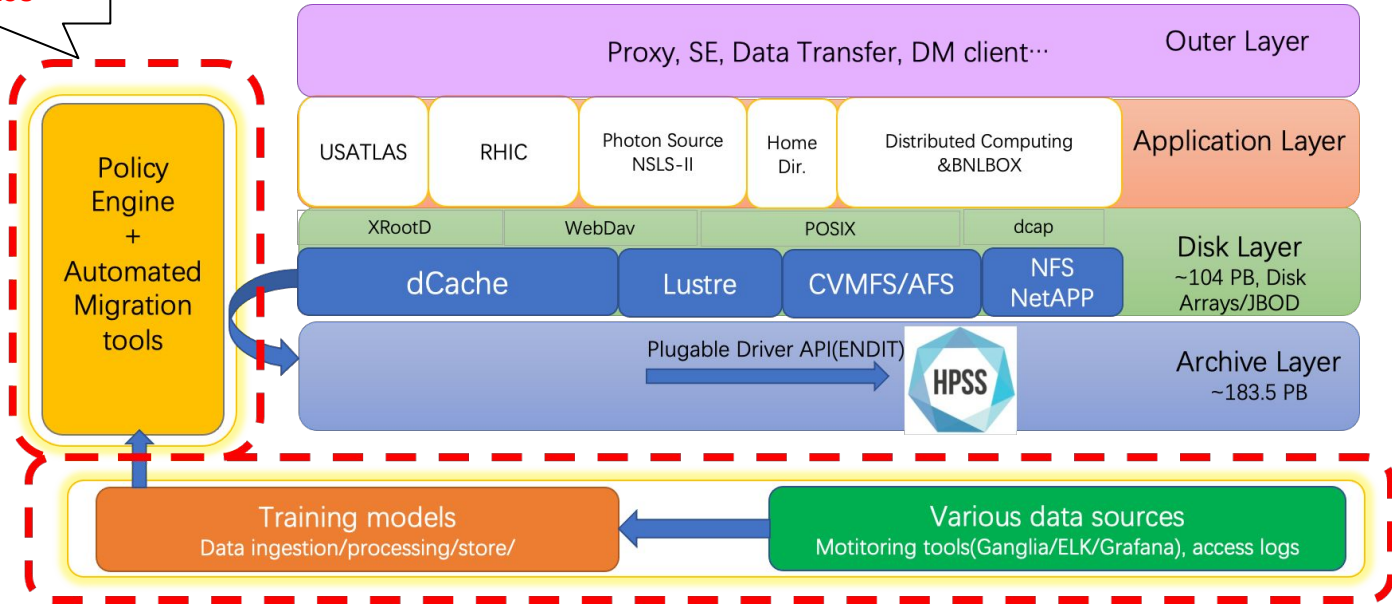 Proxy, SE, Data Transfer, DM client…
Outer Layer
USATLAS
RHIC
Photon Source
NSLS-II
Home
Dir.
Distributed Computing
&BNLBOX
Application Layer
XRootD
WebDav
POSIX
dcap
dCache
Lustre
CVMFS/AFS
NFS
NetAPP
Disk Layer
~104 PB, Disk
Arrays/JBOD
Plugable Driver API(ENDIT)
HPSS
Archive Layer
~183.5 PB
Policy
Engine
+
Automated
Migration
tools
Training models
Data ingestion/processing/store/
Various data sources
Motitoring tools(Ganglia/ELK/Grafana), access logs